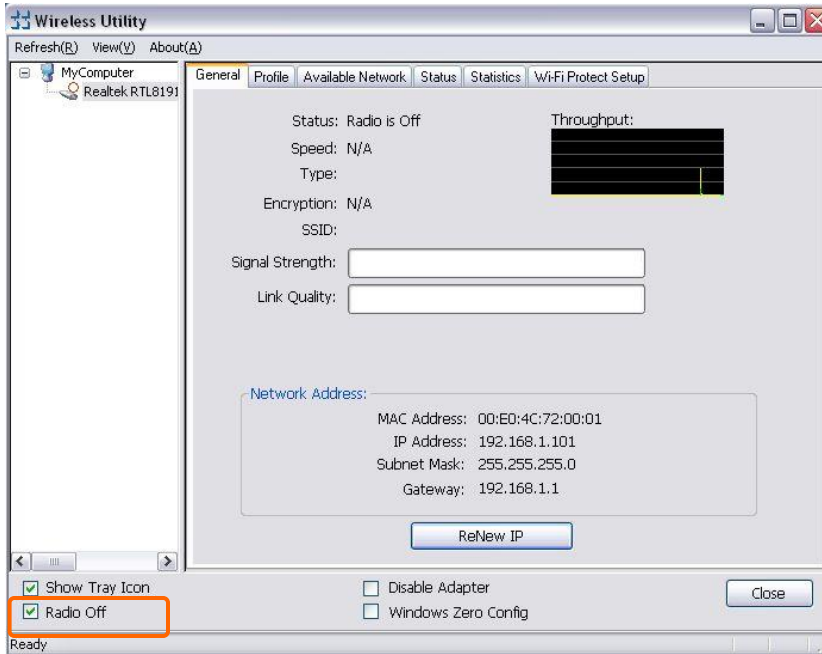 Wireless Utility
Refresh(R) View(V) About(A)
MyComputer
Realtek RTL8191
General Profile Available Network Status Statistics Wi-Fi Protect Setup
Status: Radio is Off
Throughput:
Speed: N/A
Type:
Encryption: N/A
SSID:
Signal Strength:
Link Quality:
Network Address:
MAC Address: 00:E0:4C:72:00:01
IP Address: 192.168.1.101
Subnet Mask: 255.255.255.0
Gateway: 192.168.1.1
ReNew IP
Show Tray Icon
Disable Adapter
Close
Radio Off
Windows Zero Config
Ready